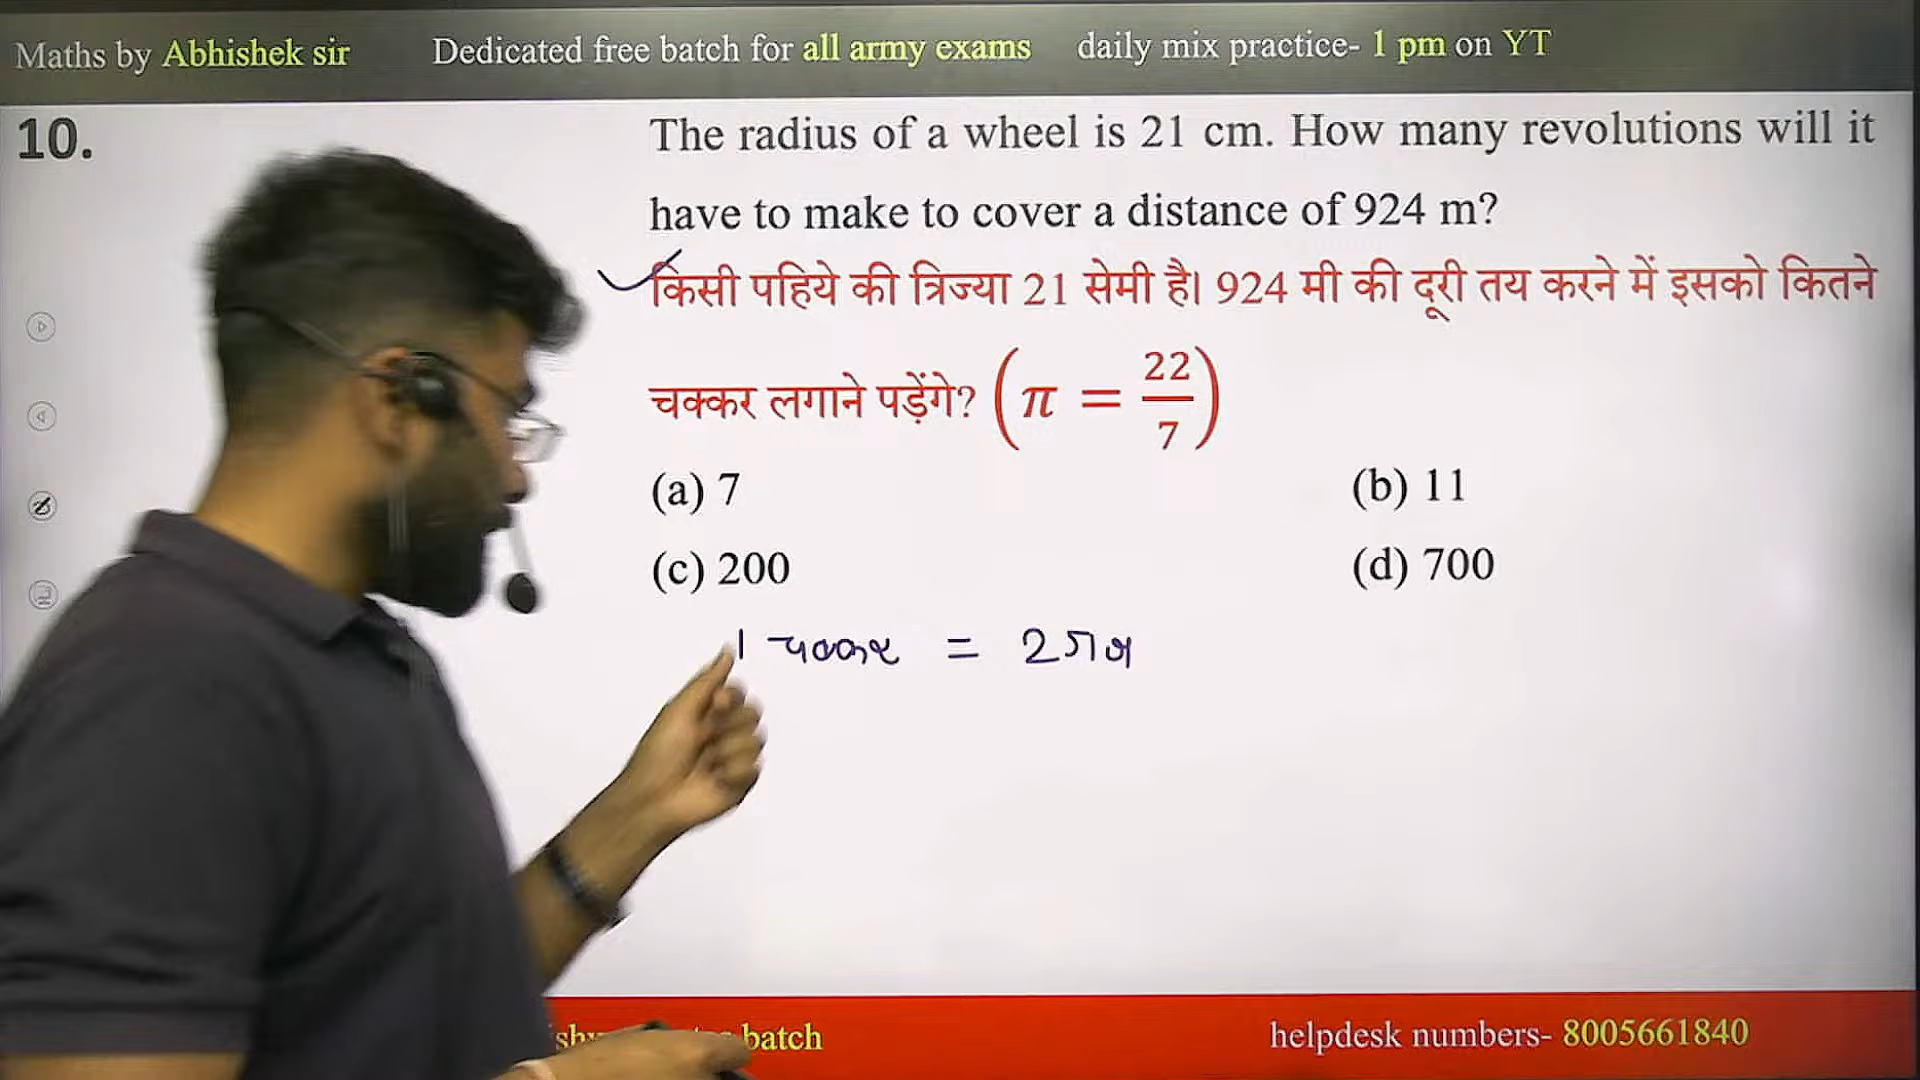 Maths by Abhishek sir Dedicated free batch for all army exams daily mix practice- 1 pm on YT
10. The radius of a wheel is 21 cm. How many revolutions will it
have to make to cover a distance of 924 m?
किसी पहिये की त्रिज्या 21 सेमी है। 924 मी की दूरी तय करने में इसको कितने
चक्कर लगाने पड़ेंगे? (π = 22/7)
(a) 7 (b) 11
(c) 200 (d) 700
1 चक्कर = 2πr
batch helpdesk numbers- 8005661840